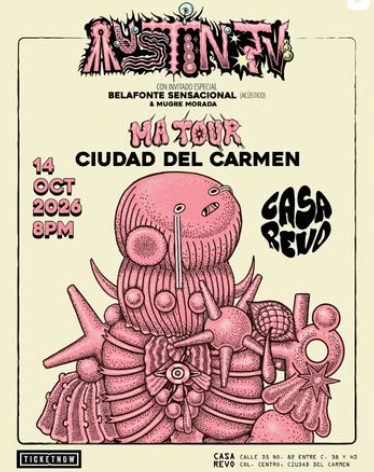 AUSTIN TV
CON INVITADO ESPECIAL
BELAFONTE SENSACIONAL (ACÚSTICO)
& MUGRE MORADA
MA TOUR
CIUDAD DEL CARMEN
14
OCT
2026
8PM
CASA
REVO
TICKETNOW
CASA REVO
CALLE 35 NO. 82 ENTRE C. 38 Y 40
COL. CENTRO; CIUDAD DEL CARMEN